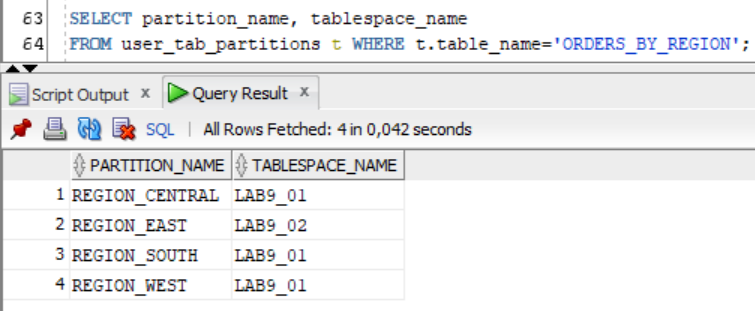 63 SELECT partition_name, tablespace_name
64 FROM user_tab_partitions t WHERE t.table_name='ORDERS_BY_REGION';
Script Output x Query Result x
SQL | All Rows Fetched: 4 in 0,042 seconds
PARTITION_NAME TABLESPACE_NAME
1 REGION_CENTRAL LAB9_01
2 REGION_EAST LAB9_02
3 REGION_SOUTH LAB9_01
4 REGION_WEST LAB9_01